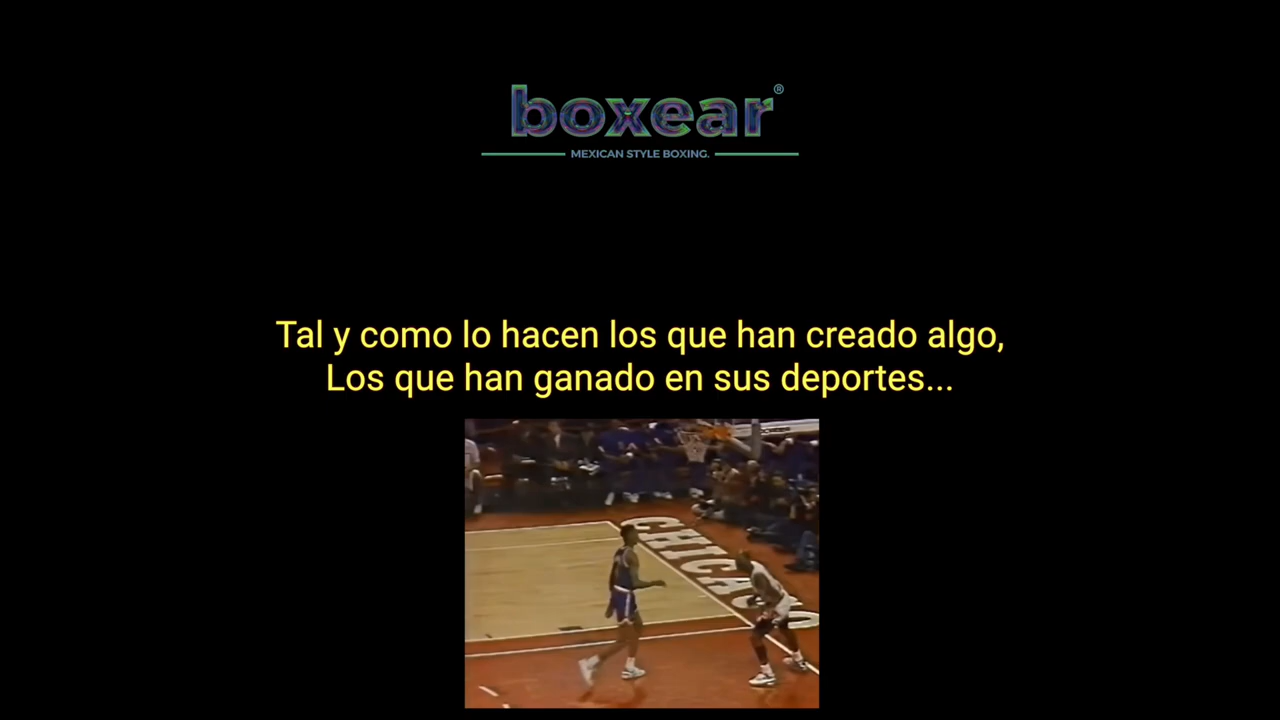 boxear®
MEXICAN STYLE BOXING.
Tal y como lo hacen los que han creado algo,
Los que han ganado en sus deportes...
CHICAGO